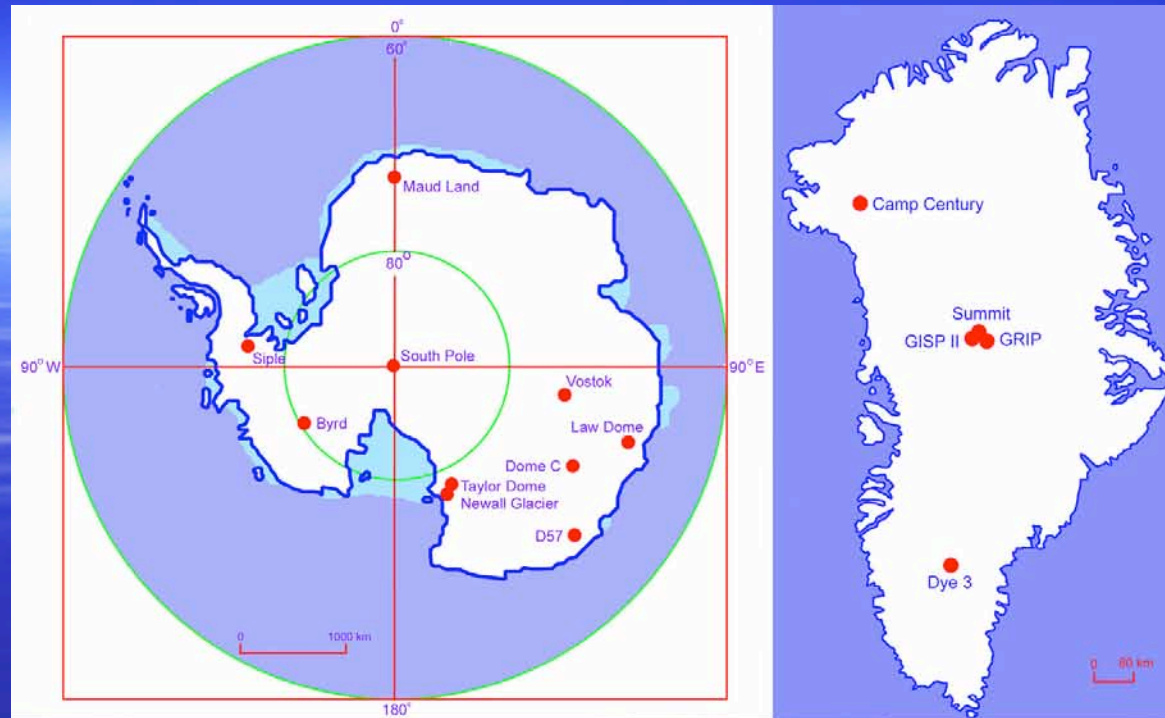 0°
60°
Maud Land
80°
Siple
South Pole
90° W
90° E
Vostok
Byrd
Law Dome
Dome C
Taylor Dome
Newall Glacier
D57
0 1000 km
180°
Camp Century
Summit
GISP II GRIP
Dye 3
0 80 km